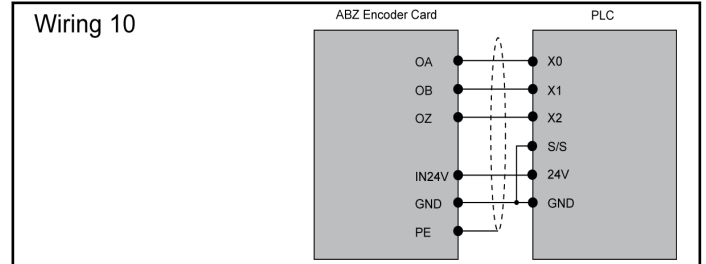 Wiring 10
ABZ Encoder Card PLC
OA X0
OB X1
OZ X2
S/S
IN24V 24V
GND GND
PE